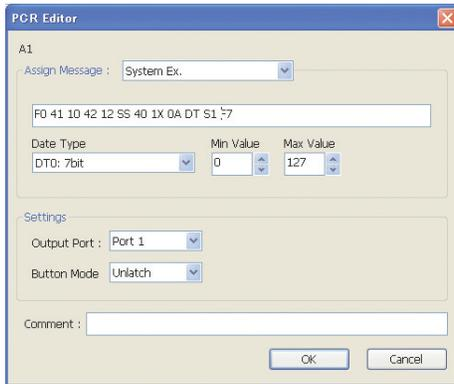 PCR Editor
A1
Assign Message : System Ex.
F0 41 10 42 12 SS 40 1X 0A DT S1 F7
Date Type Min Value Max Value
DT0: 7bit 0 127
Settings
Output Port : Port 1
Button Mode Unlatch
Comment :
OK Cancel